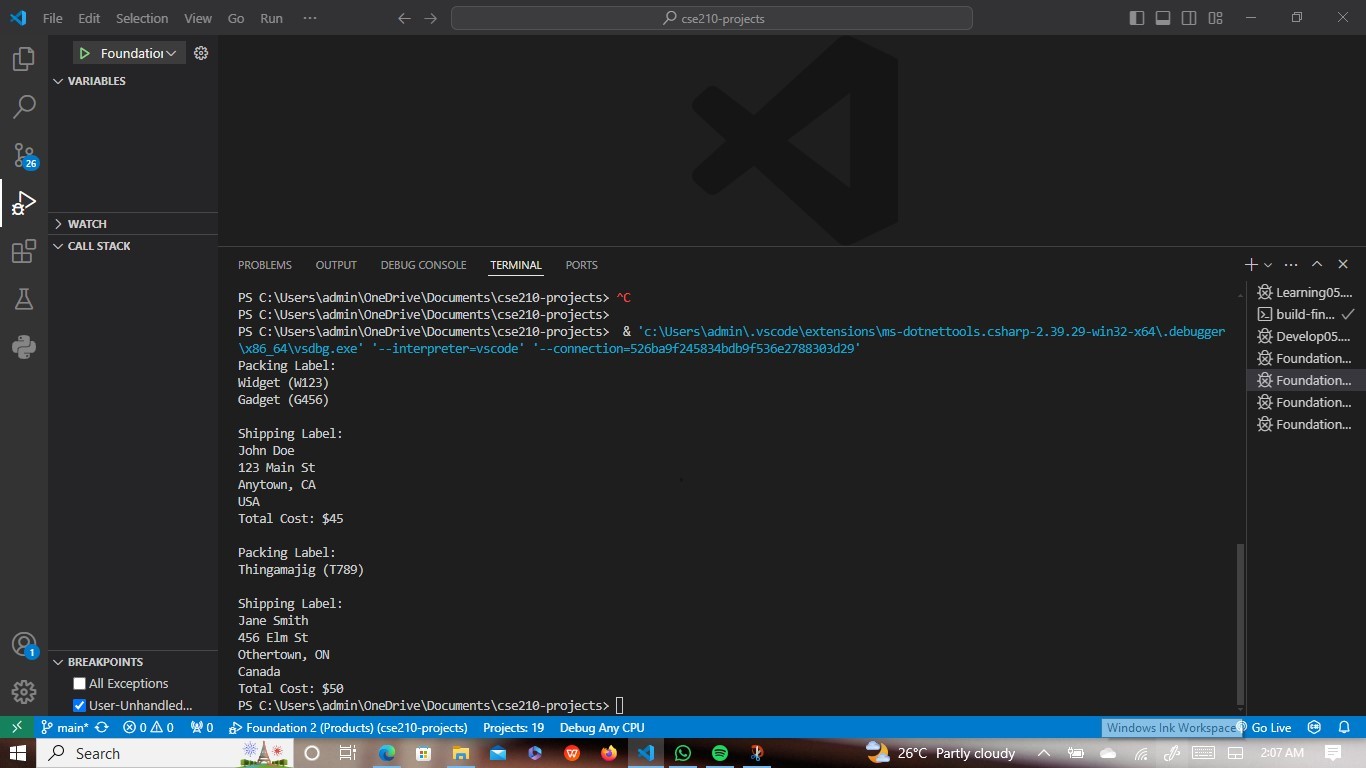 File Edit Selection View Go Run ··· cse210-projects
Foundation
VARIABLES
26
WATCH
CALL STACK
PROBLEMS OUTPUT DEBUG CONSOLE TERMINAL PORTS
PS C:\Users\admin\OneDrive\Documents\cse210-projects> ^C
PS C:\Users\admin\OneDrive\Documents\cse210-projects>
PS C:\Users\admin\OneDrive\Documents\cse210-projects>  & 'c:\Users\admin\.vscode\extensions\ms-dotnettools.csharp-2.39.29-win32-x64\.debugger
\x86_64\vsdbg.exe' '--interpreter=vscode' '--connection=526ba9f245834bdb9f536e2788303d29'
Packing Label:
Widget (W123)
Gadget (G456)
Shipping Label:
John Doe
123 Main St
Anytown, CA
USA
Total Cost: $45
Packing Label:
Thingamajig (T789)
Shipping Label:
Jane Smith
456 Elm St
Othertown, ON
Canada
Total Cost: $50
PS C:\Users\admin\OneDrive\Documents\cse210-projects>
Learning05....
build-fin...
Develop05....
Foundation...
Foundation...
Foundation...
Foundation...
1
BREAKPOINTS
All Exceptions
User-Unhandled...
main* 0 0 0 Foundation 2 (Products) (cse210-projects) Projects: 19 Debug Any CPU Windows Ink Workspace Go Live
Search 26°C Partly cloudy 2:07 AM